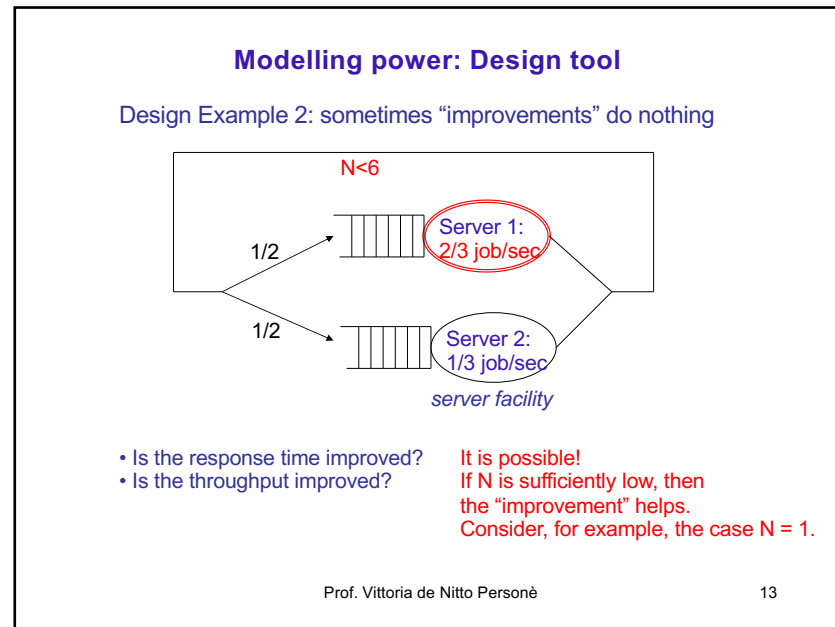 Modelling power: Design tool
Design Example 2: sometimes “improvements” do nothing
N<6
Server 1:
2/3 job/sec
1/2
1/2
Server 2:
1/3 job/sec
server facility
• Is the response time improved?
• Is the throughput improved?
It is possible!
If N is sufficiently low, then
the “improvement” helps.
Consider, for example, the case N = 1.
Prof. Vittoria de Nitto Personè
13